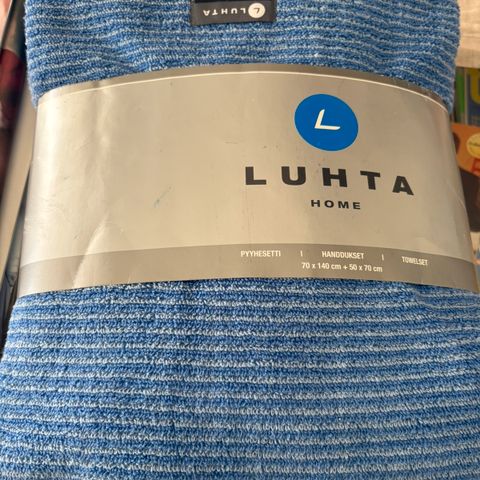 L LUHTA
L
LUHTA
HOME
PYYHESETTI | HANDDUKSET | TOWELSET
70 x 140 cm + 50 x 70 cm